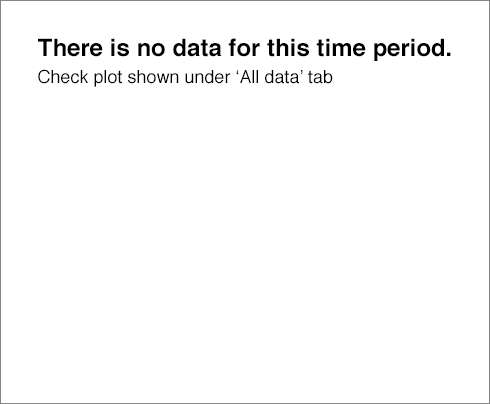 There is no data for this time period.
Check plot shown under ‘All data’ tab